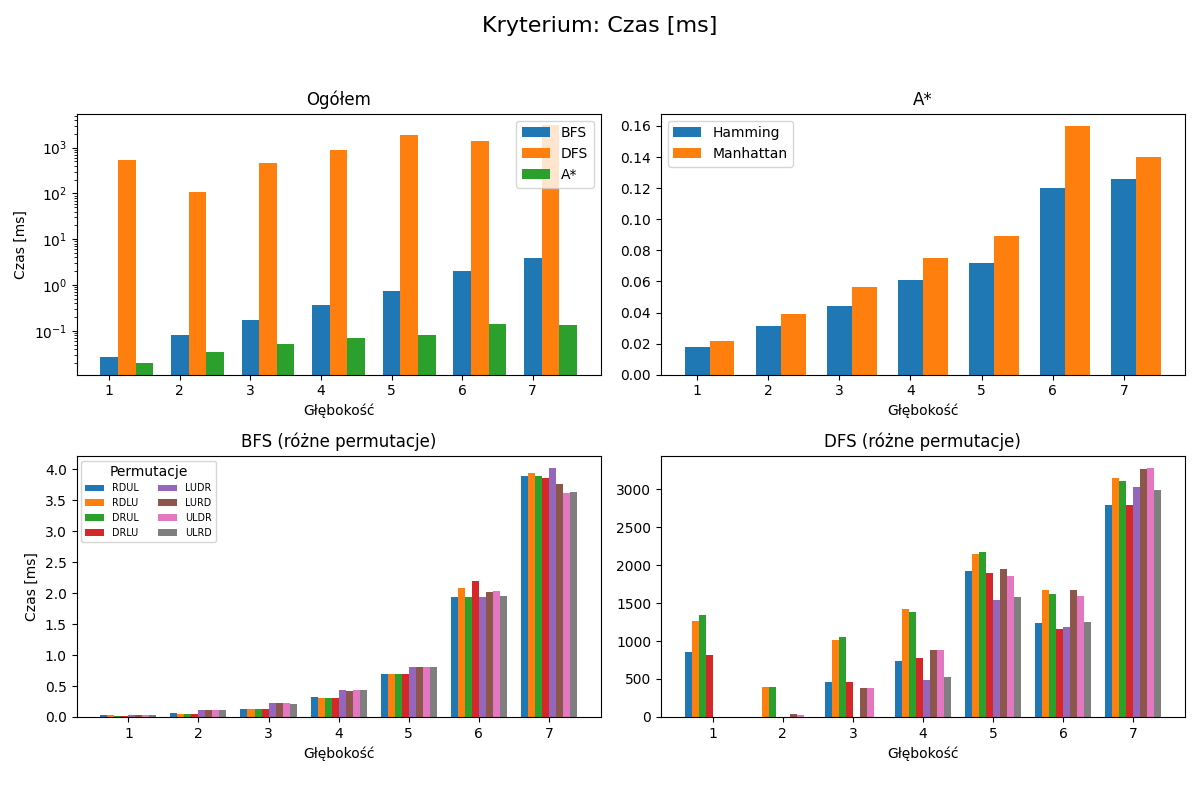 Kryterium: Czas [ms]
Ogółem
Czas [ms]
10³
10²
10¹
10⁰
10⁻¹
BFS
DFS
A*
1 2 3 4 5 6 7
Głębokość
A*
0.16
0.14
0.12
0.10
0.08
0.06
0.04
0.02
0.00
Hamming
Manhattan
1 2 3 4 5 6 7
Głębokość
BFS (różne permutacje)
Czas [ms]
4.0
3.5
3.0
2.5
2.0
1.5
1.0
0.5
0.0
Permutacje
RDUL LUDR
RDLU LURD
DRUL ULDR
DRLU ULRD
1 2 3 4 5 6 7
Głębokość
DFS (różne permutacje)
3000
2500
2000
1500
1000
500
0
1 2 3 4 5 6 7
Głębokość